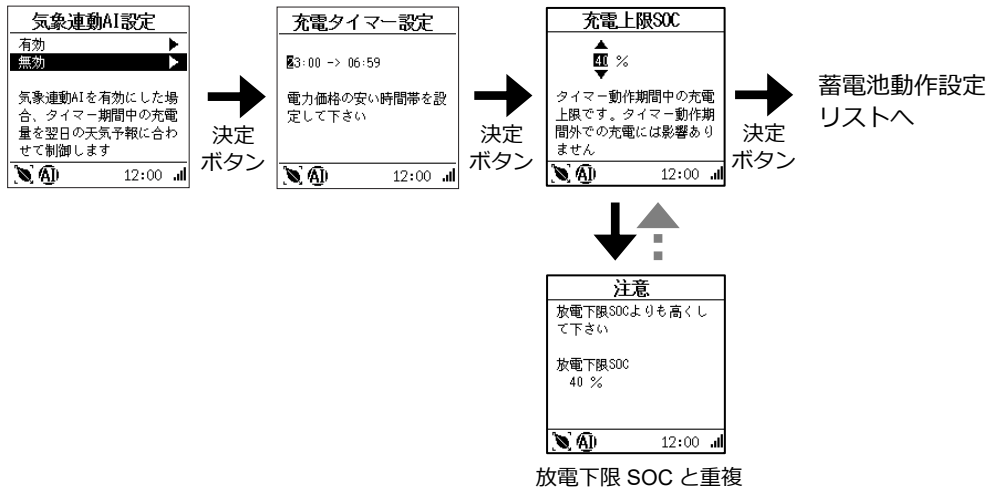 気象連動AI設定
有効
無効
気象連動AIを有効にした場
合、タイマー期間中の充電
量を翌日の天気予報に合わ
せて制御します
AI
12:00
決定
ボタン
充電タイマー設定
23:00 -> 06:59
電力価格の安い時間帯を設
定して下さい
AI
12:00
決定
ボタン
充電上限SOC
40 %
タイマー動作期間中の充電
上限です。タイマー動作期
間外での充電には影響あり
ません
AI
12:00
決定
ボタン
蓄電池動作設定
リストへ
注意
放電下限SOCよりも高くし
て下さい
放電下限SOC
40 %
AI
12:00
放電下限 SOC と重複